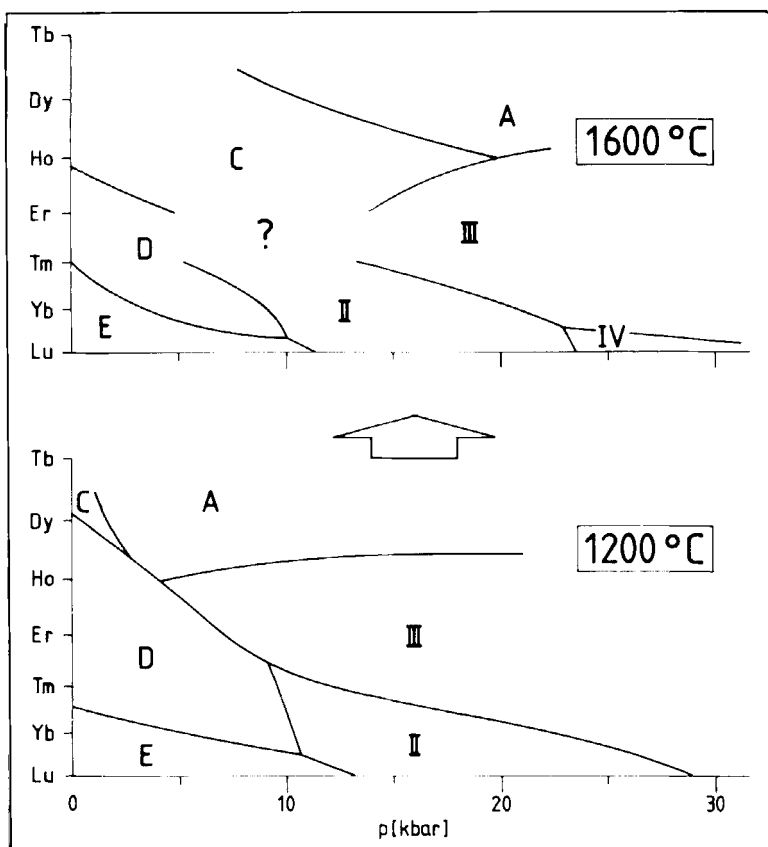 Tb
Dy
Ho
Er
Tm
Yb
Lu
A
C
1600 °C
?
III
D
II
E
IV
0
10
20
30
Tb
Dy
Ho
Er
Tm
Yb
Lu
C
A
1200 °C
III
D
II
E
p[kbar]